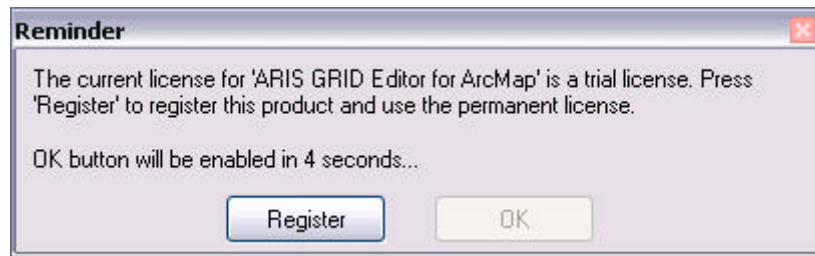 Reminder
The current license for 'ARIS GRID Editor for ArcMap' is a trial license. Press
'Register' to register this product and use the permanent license.
OK button will be enabled in 4 seconds...
Register OK